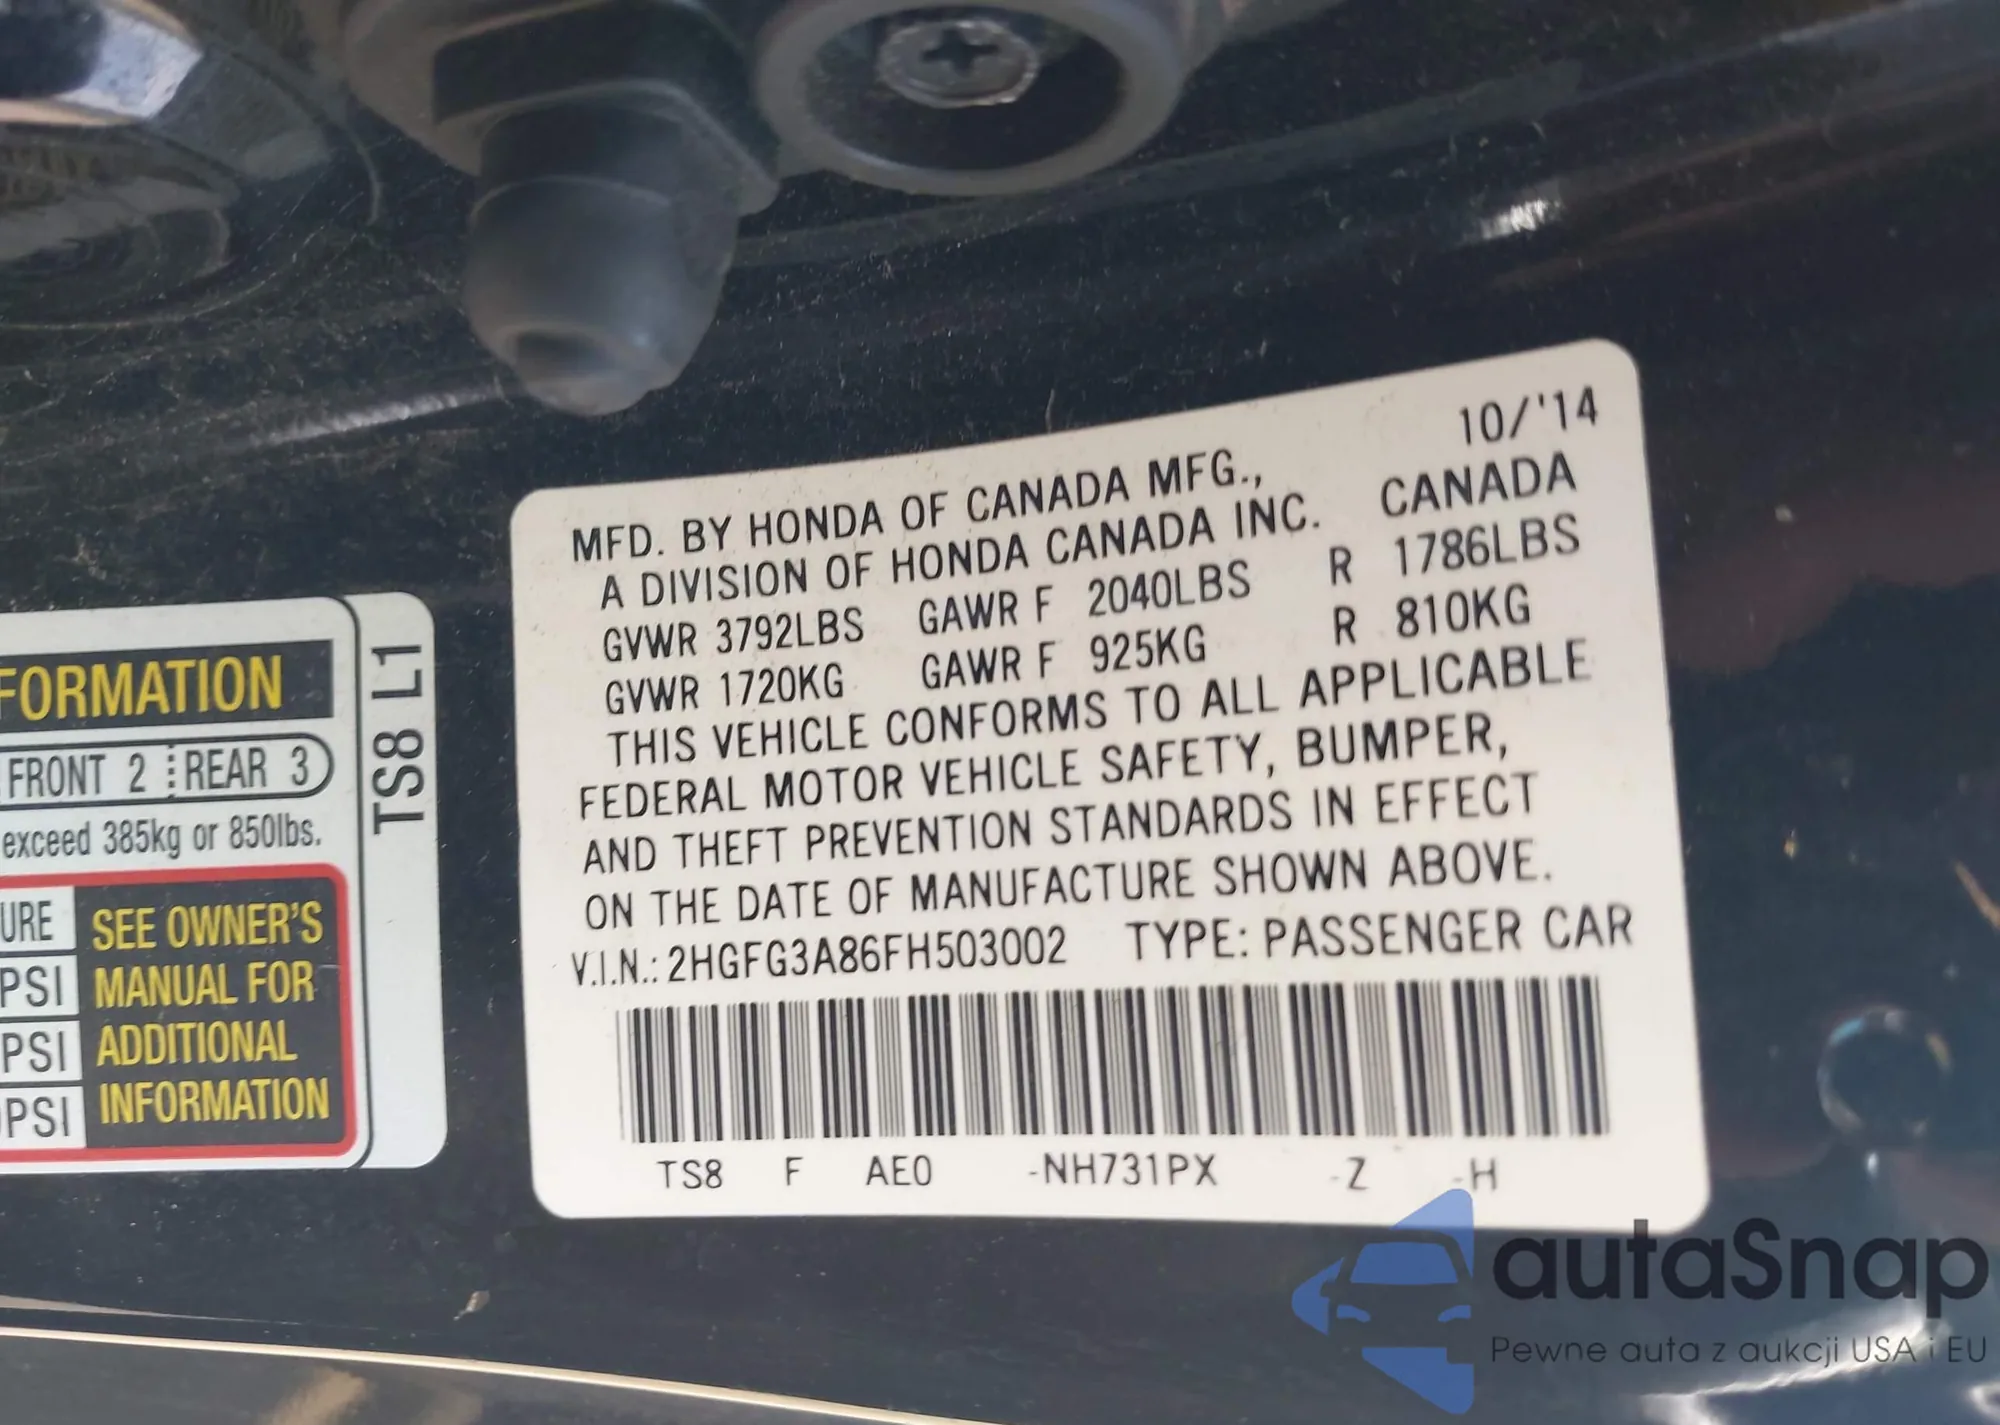 FORMATION
FRONT 2 REAR 3
exceed 385kg or 850lbs.
URE
PSI
PSI
PSI
SEE OWNER'S
MANUAL FOR
ADDITIONAL
INFORMATION
TS8 L1
10/'14
MFD. BY HONDA OF CANADA MFG.,
A DIVISION OF HONDA CANADA INC. CANADA
GVWR 3792LBS GAWR F 2040LBS R 1786LBS
GVWR 1720KG GAWR F 925KG R 810KG
THIS VEHICLE CONFORMS TO ALL APPLICABLE
FEDERAL MOTOR VEHICLE SAFETY, BUMPER,
AND THEFT PREVENTION STANDARDS IN EFFECT
ON THE DATE OF MANUFACTURE SHOWN ABOVE.
V.I.N.: 2HGFG3A86FH503002 TYPE: PASSENGER CAR
TS8 F AE0 -NH731PX -Z -H
autaSnap
Pewne auta z aukcji USA i EU